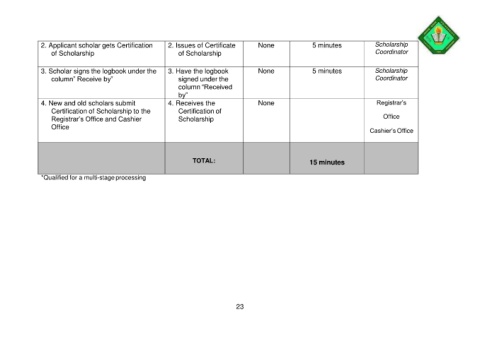 2. Applicant scholar gets Certification of Scholarship
2. Issues of Certificate of Scholarship
None
5 minutes
Scholarship Coordinator
3. Scholar signs the logbook under the column" Receive by"
3. Have the logbook signed under the column "Received by"
None
5 minutes
Scholarship Coordinator
4. New and old scholars submit Certification of Scholarship to the Registrar's Office and Cashier Office
4. Receives the Certification of Scholarship
None
Registrar's Office
Cashier's Office
TOTAL:
15 minutes
*Qualified for a multi-stage processing
23